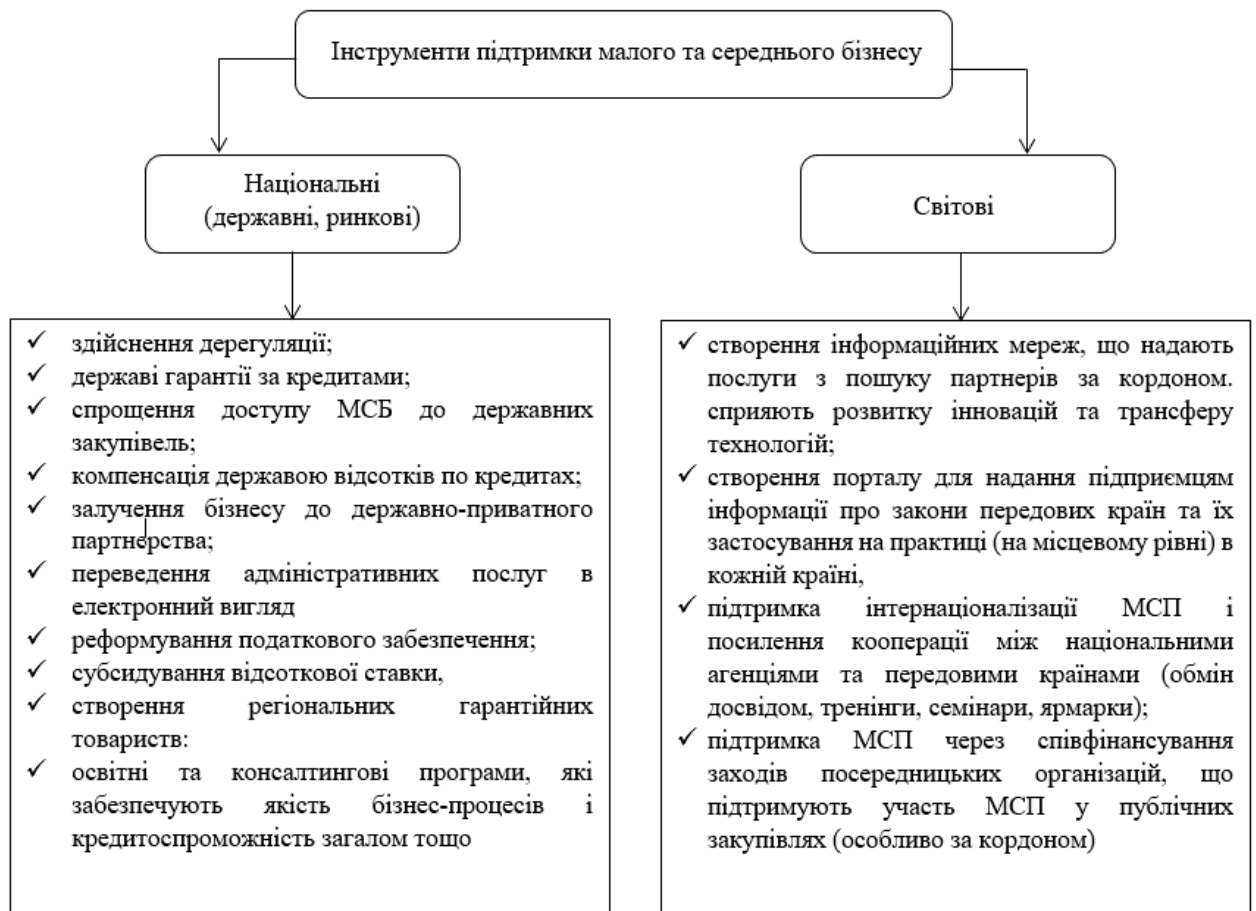 Інструменти підтримки малого та середнього бізнесу
Національні
(державні, ринкові)
Світові
✓ здійснення дерегуляції;
✓ державі гарантії за кредитами;
✓ спрощення доступу МСБ до державних
закупівель;
✓ компенсація державою відсотків по кредитах;
✓ залучення бізнесу до державно-приватного
партнерства;
✓ переведення адміністративних послуг в
електронний вигляд
✓ реформування податкового забезпечення;
✓ субсидування відсоткової ставки,
✓ створення регіональних гарантійних
товариств:
✓ освітні та консалтингові програми, які
забезпечують якість бізнес-процесів і
кредитоспроможність загалом тощо
✓ створення інформаційних мереж, що надають
послуги з пошуку партнерів за кордоном.
сприяють розвитку інновацій та трансферу
технологій;
✓ створення порталу для надання підприємцям
інформації про закони передових країн та їх
застосування на практиці (на місцевому рівні) в
кожній країні,
✓ підтримка інтернаціоналізації МСП і
посилення кооперації між національними
агенціями та передовими країнами (обмін
досвідом, тренінги, семінари, ярмарки);
✓ підтримка МСП через співфінансування
заходів посередницьких організацій, що
підтримують участь МСП у публічних
закупівлях (особливо за кордоном)